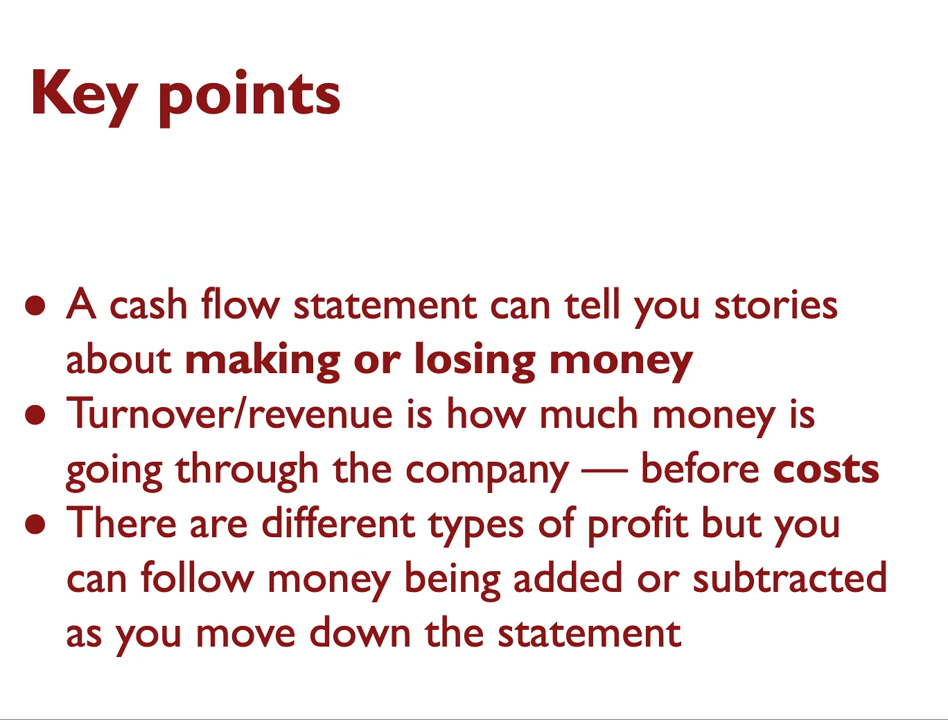 Key points
● A cash flow statement can tell you stories
about making or losing money
● Turnover/revenue is how much money is
going through the company — before costs
● There are different types of profit but you
can follow money being added or subtracted
as you move down the statement